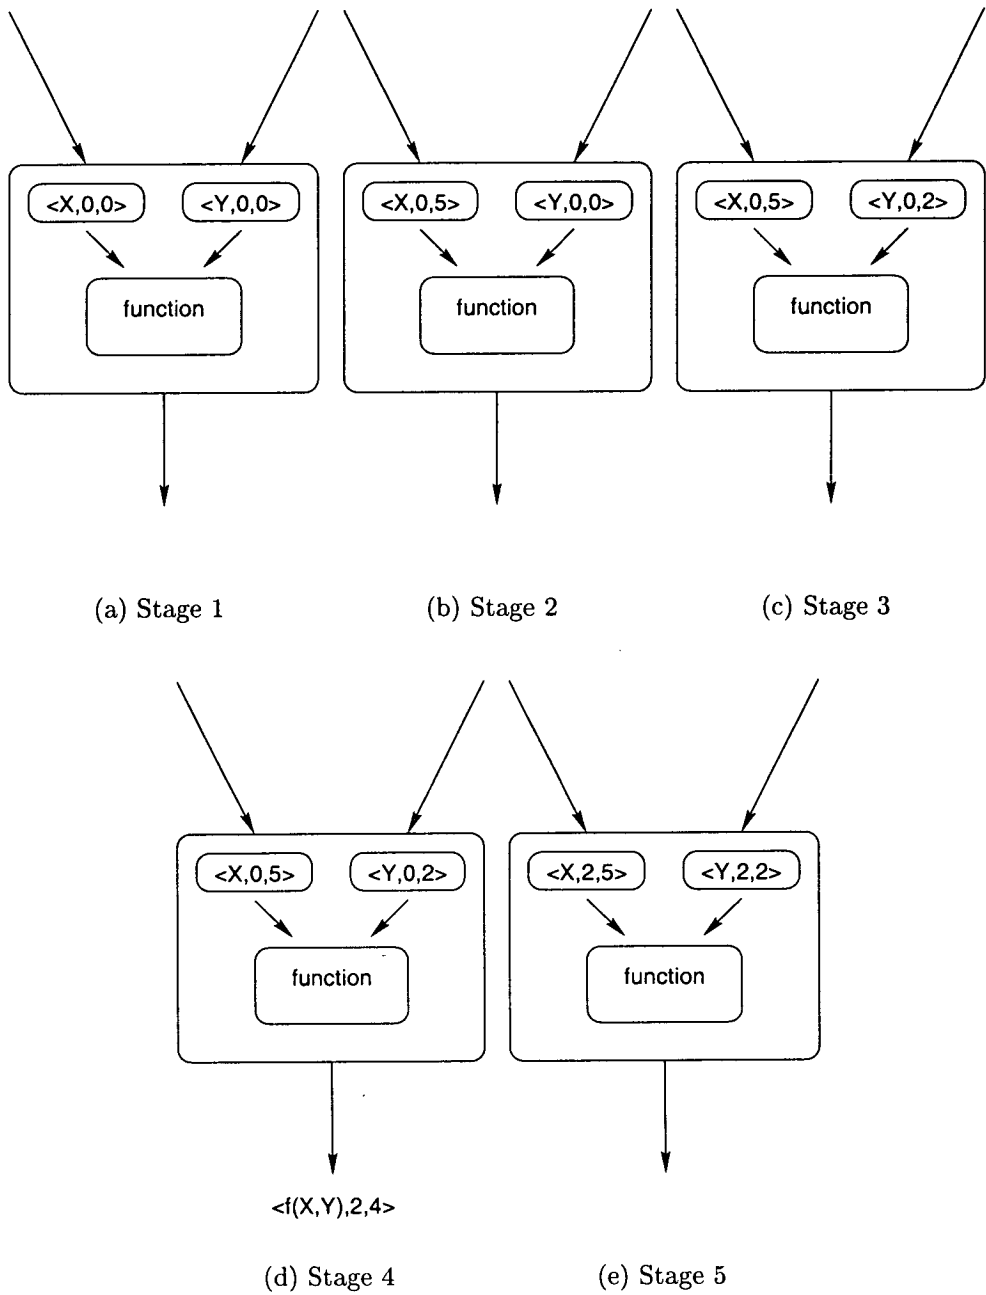 <X,0,0> <Y,0,0> <X,0,5> <Y,0,0> <X,0,5> <Y,0,2>
function function function
(a) Stage 1 (b) Stage 2 (c) Stage 3
<X,0,5> <Y,0,2> <X,2,5> <Y,2,2>
function function
<f(X,Y),2,4>
(d) Stage 4 (e) Stage 5